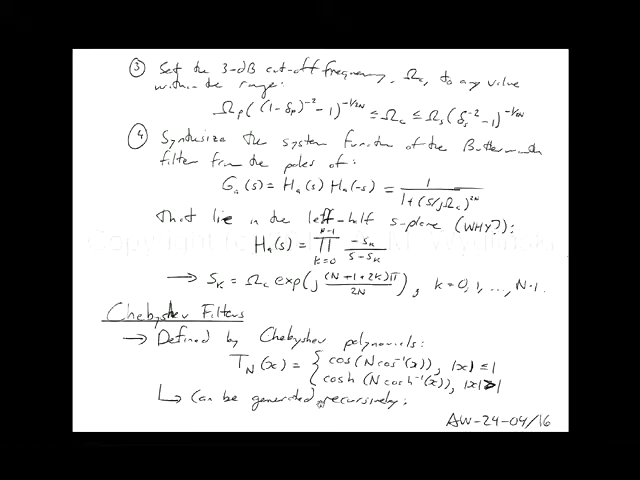 ③ Set the 3-dB cut-off frequency, Ωc, to any value
within the range:
Ωp((1-δp)^-2 -1)^-1/2N ≤ Ωc ≤ Ωs(δs^-2 -1)^-1/2N
④ Synthesize the system function of the Butterworth
filter from the poles of:
Ga(s) = Ha(s) Ha(-s) = 1 / (1+(s/jΩc)^2N)
That lie in the left-half s-plane (WHY?):
Ha(s) = ∏_{k=0}^{N-1} -sk / (s-sk)
→ sk = Ωc exp(j (N+1+2k)π / 2N), k=0,1,...,N-1.
Chebyshev Filters
→ Defined by Chebyshev polynomials:
TN(x) = { cos(N cos^-1(x)), |x| ≤ 1
cosh(N cosh^-1(x)), |x|>1
↳ Can be generated recursively:
AW-24-04/16